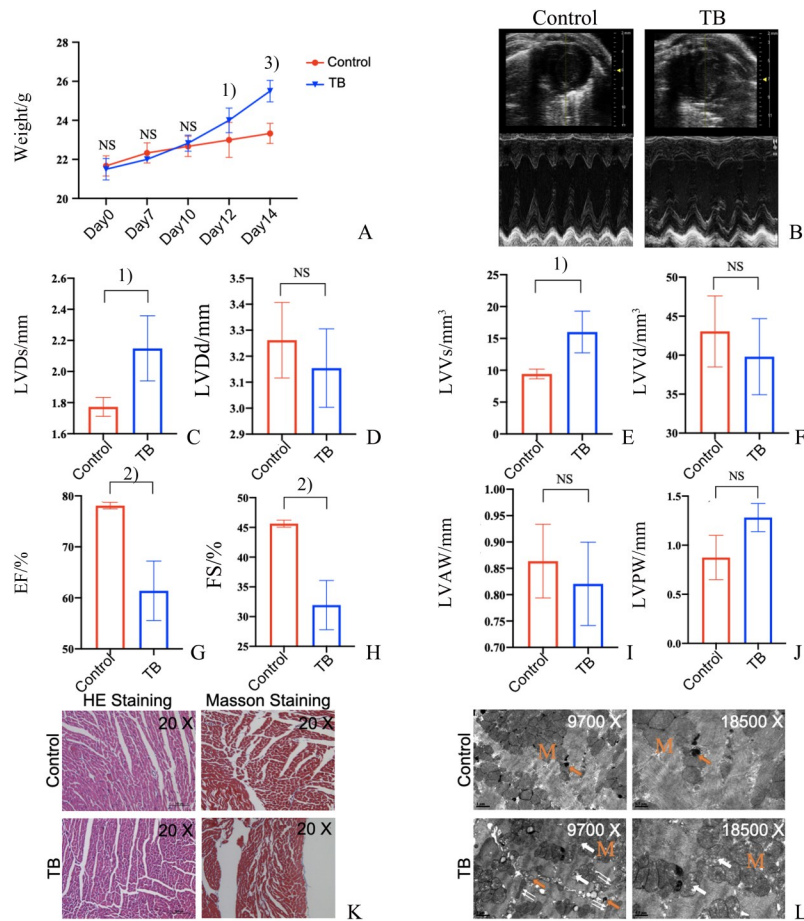 Control
TB
Weight/g
26
24
22
20
28
NS
NS
NS
1)
3)
Day0
Day7
Day10
Day12
Day14
A
Control
TB
B
LVDs/mm
2.6
2.4
2.2
2.0
1.8
1.6
1)
Control
TB
C
LVDd/mm
3.5
3.4
3.3
3.2
3.1
3.0
2.9
NS
Control
TB
D
LVVs/mm³
25
20
15
10
5
0
1)
Control
TB
E
LVVd/mm³
50
45
40
35
30
NS
Control
TB
F
EF/%
80
70
60
50
2)
Control
TB
G
FS/%
50
45
40
35
30
25
2)
Control
TB
H
LVAW/mm
1.00
0.95
0.90
0.85
0.80
0.75
0.70
NS
Control
TB
I
LVPW/mm
1.5
1.0
0.5
0.0
NS
Control
TB
J
HE Staining
Masson Staining
Control
20 X
20 X
TB
20 X
20 X
K
Control
9700 X
M
18500 X
M
TB
9700 X
M
18500 X
M
L